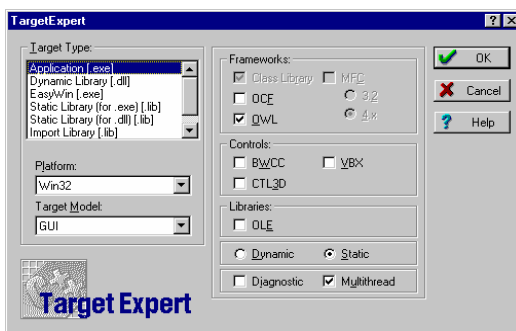 TargetExpert
Target Type:
Application [.exe]
Dynamic Library [.dll]
EasyWin [.exe]
Static Library (for .exe) [.lib]
Static Library (for .dll) [.lib]
Import Library [.lib]
Platform:
Win32
Target Model:
GUI
Target Expert
Frameworks:
Class Library MFC
OCF 3.2
OWL 4.x
Controls:
BWCC VBX
CTL3D
Libraries:
OLE
Dynamic Static
Diagnostic Multithread
OK
Cancel
Help